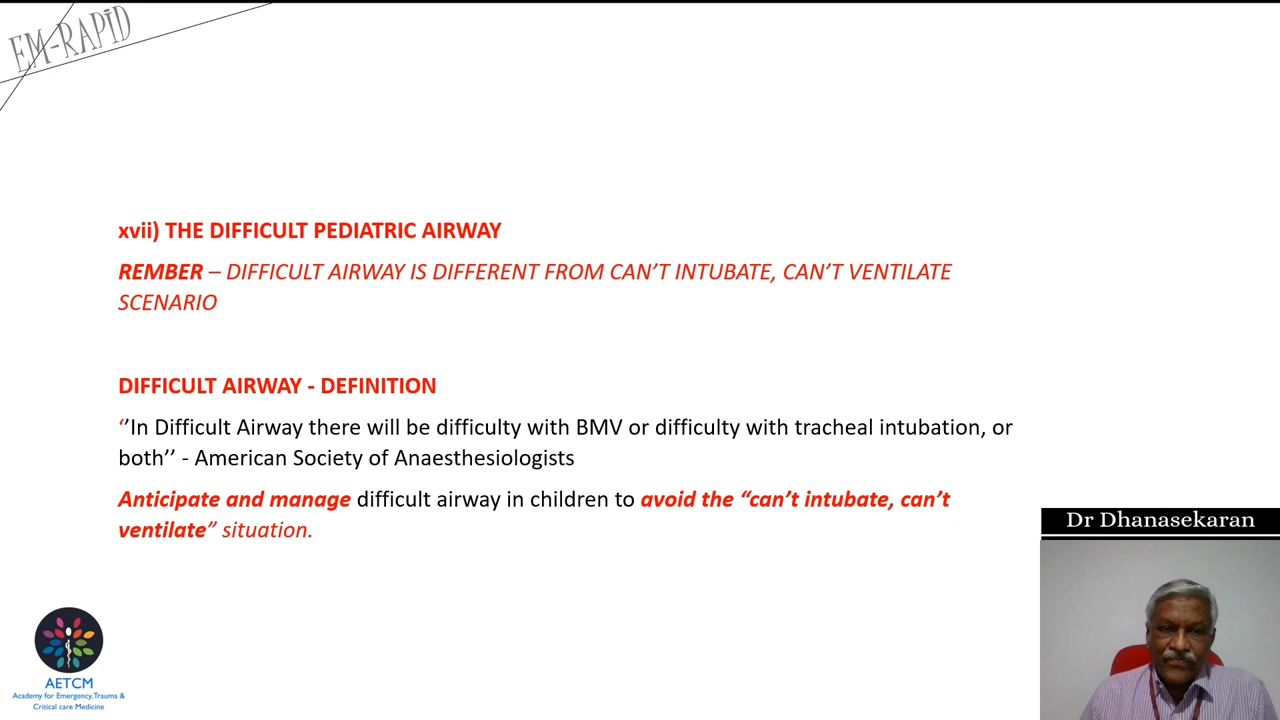 EM-RAPiD
xvii) THE DIFFICULT PEDIATRIC AIRWAY
REMBER – DIFFICULT AIRWAY IS DIFFERENT FROM CAN’T INTUBATE, CAN’T VENTILATE
SCENARIO
DIFFICULT AIRWAY - DEFINITION
‘’In Difficult Airway there will be difficulty with BMV or difficulty with tracheal intubation, or
both’’ - American Society of Anaesthesiologists
Anticipate and manage difficult airway in children to avoid the “can’t intubate, can’t
ventilate” situation.
Dr Dhanasekaran
AETCM
Academy for Emergency, Trauma &
Critical care Medicine